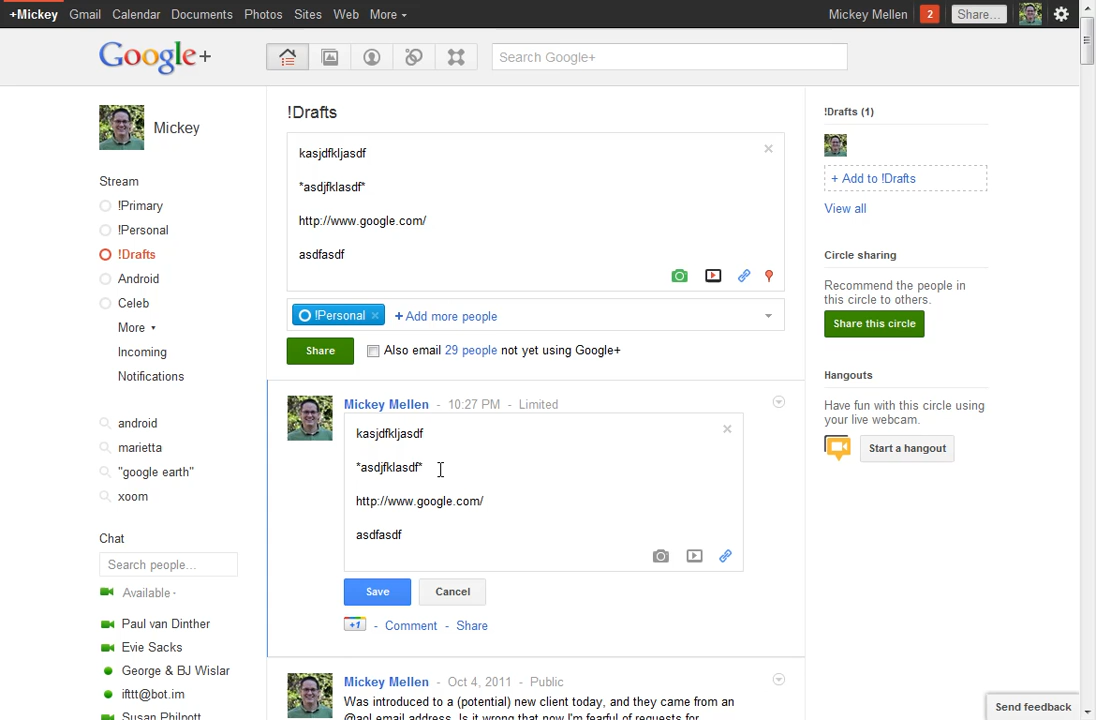 +Mickey Gmail Calendar Documents Photos Sites Web More Mickey Mellen 2 Share...
Google+ Search Google+
Mickey
Stream
!Primary
!Personal
!Drafts
Android
Celeb
More
Incoming
Notifications
android
marietta
"google earth"
xoom
Chat
Search people...
Available
Paul van Dinther
Evie Sacks
George & BJ Wislar
ifttt@bot.im
Susan Philpott
!Drafts
kasjdfkljasdf
*asdjfklasdf*
http://www.google.com/
asdfasdf
!Personal + Add more people
Share Also email 29 people not yet using Google+
Mickey Mellen - 10:27 PM - Limited
kasjdfkljasdf
*asdjfklasdf*
http://www.google.com/
asdfasdf
Save Cancel
+1 - Comment - Share
Mickey Mellen - Oct 4, 2011 - Public
Was introduced to a (potential) new client today, and they came from an
@aol email address. Is it wrong that now I'm fearful of requests for
!Drafts (1)
+ Add to !Drafts
View all
Circle sharing
Recommend the people in
this circle to others.
Share this circle
Hangouts
Have fun with this circle using
your live webcam.
Start a hangout
Send feedback